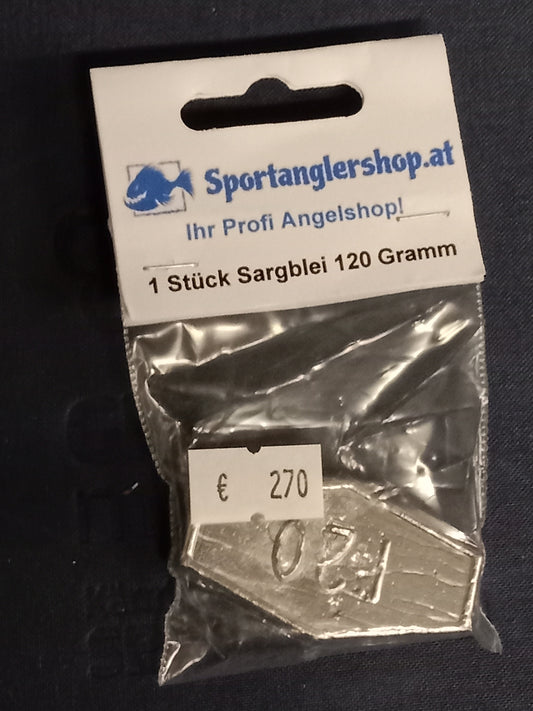 Sportanglershop.at
Ihr Profi Angelshop!
1 Stück Sargblei 120 Gramm
€ 270
120